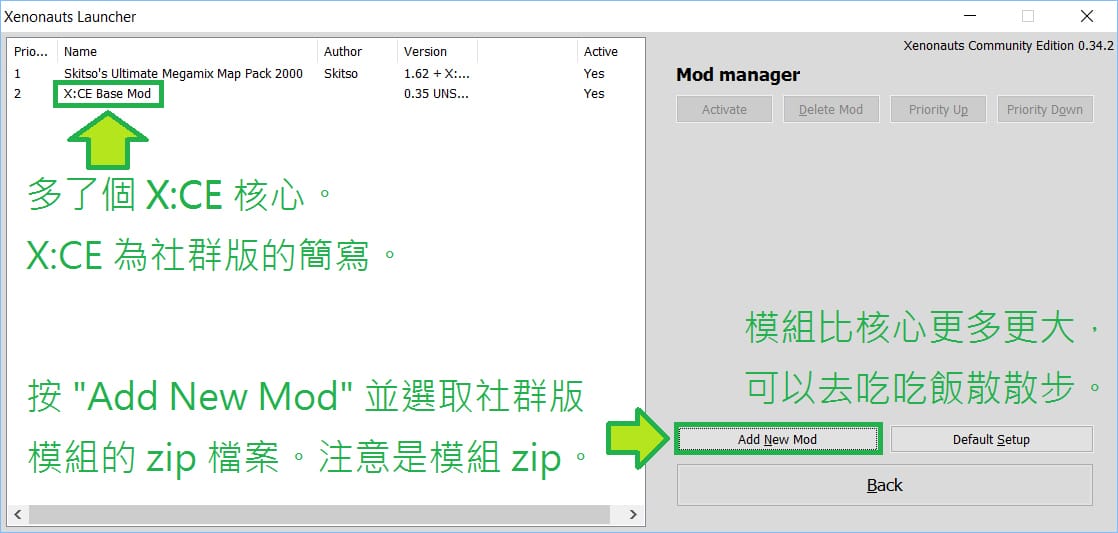 Xenonauts Launcher
Prio... Name Author Version Active
1 Skitso's Ultimate Megamix Map Pack 2000 Skitso 1.62 + X:... Yes
2 X:CE Base Mod 0.35 UNS... Yes
多了個 X:CE 核心。
X:CE 為社群版的簡寫。
按 "Add New Mod" 並選取社群版
模組的 zip 檔案。注意是模組 zip。
Xenonauts Community Edition 0.34.2
Mod manager
Activate Delete Mod Priority Up Priority Down
模組比核心更多更大，
可以去吃吃飯散散步。
Add New Mod Default Setup
Back